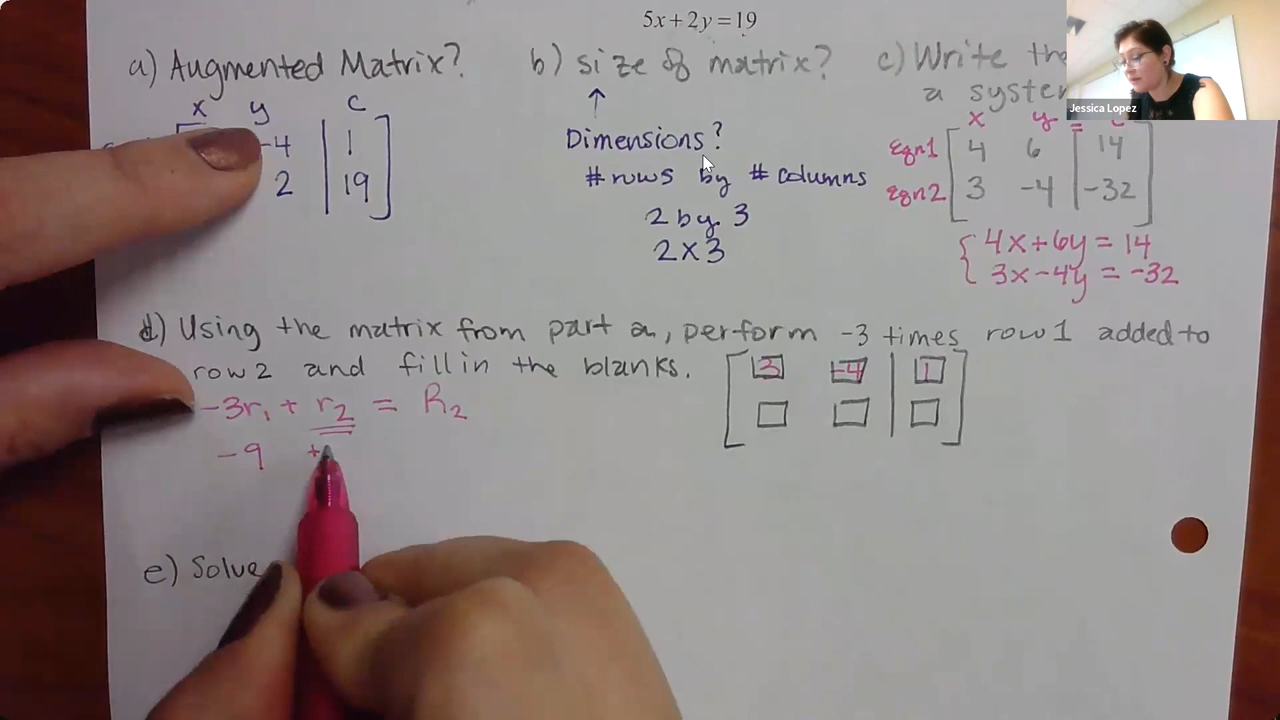 5x+2y=19
a) Augmented Matrix?
x y c
-4 1
2 19
b) size of matrix?
↑
Dimensions?
#rows by #columns
2 by 3
2x3
c) Write the
a system
x y = c
Eqn1 4 6 14
Eqn2 3 -4 -32
4x+6y = 14
3x-4y = -32
d) Using the matrix from part a, perform -3 times row 1 added to
row 2 and fill in the blanks.
3 -4 1
-3r₁ + r₂ = R₂
-9 +
e) Solve
Jessica Lopez